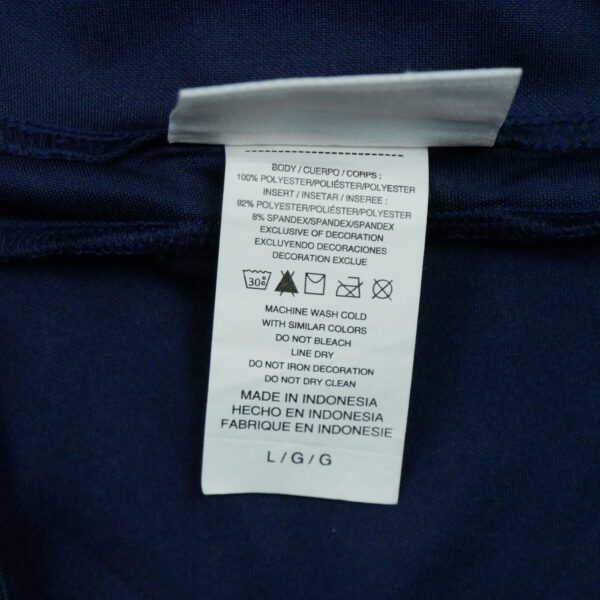 BODY / CUERPO / CORPS :
100% POLYESTER/POLIÉSTER/POLYESTER
INSERT / INSETAR / INSEREE :
92% POLYESTER/POLIÉSTER/POLYESTER
8% SPANDEX/SPANDEX/SPANDEX
EXCLUSIVE OF DECORATION
EXCLUYENDO DECORACIONES
DECORATION EXCLUE
30c
MACHINE WASH COLD
WITH SIMILAR COLORS
DO NOT BLEACH
LINE DRY
DO NOT IRON DECORATION
DO NOT DRY CLEAN
MADE IN INDONESIA
HECHO EN INDONESIA
FABRIQUE EN INDONESIE
L / G / G